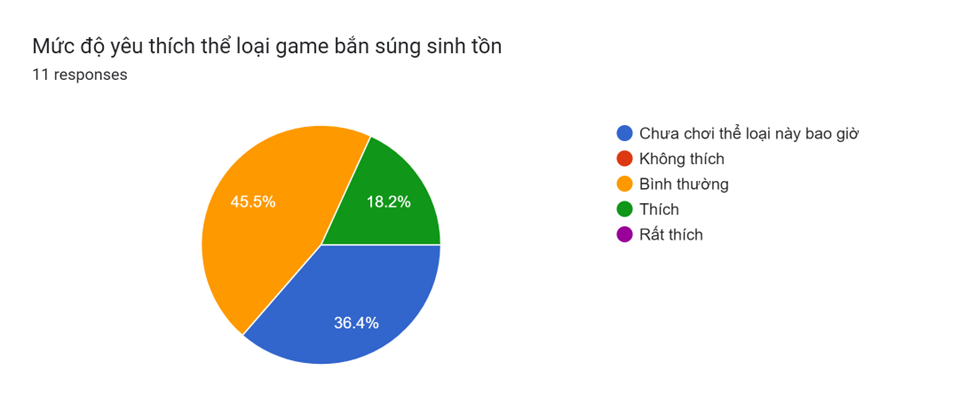 Mức độ yêu thích thể loại game bắn súng sinh tồn
11 responses
45.5%
18.2%
36.4%
Chưa chơi thể loại này bao giờ
Không thích
Bình thường
Thích
Rất thích